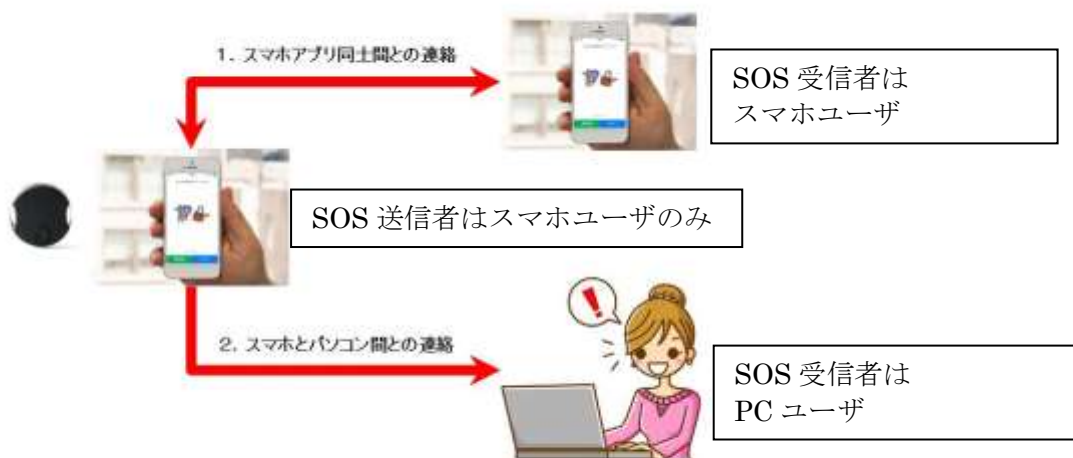 1．スマホアプリ同士間との連絡
SOS 受信者は
スマホユーザ
SOS 送信者はスマホユーザのみ
2．スマホとパソコン間との連絡
SOS 受信者は
PC ユーザ